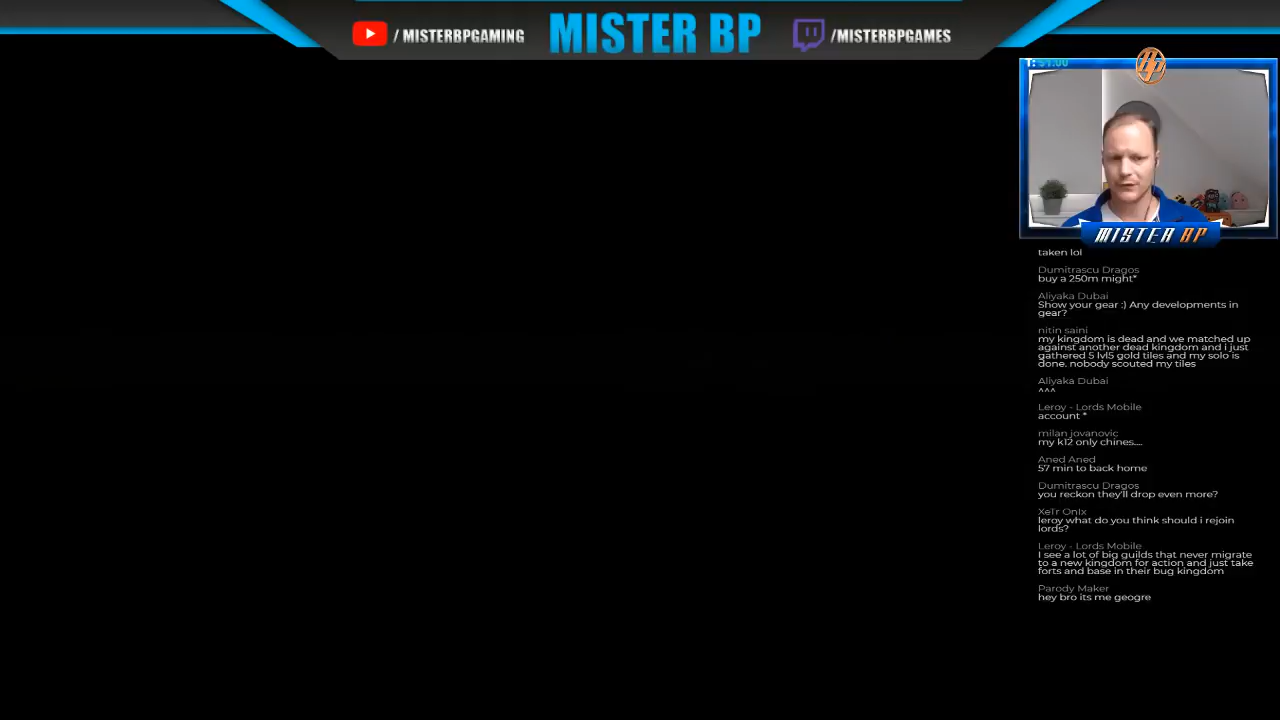 / MISTERBPGAMING
MISTER BP
/MISTERBPGAMES
T: 51:00
BP
MISTER BP
taken lol
Dumitrascu Dragos
buy a 250m might*
Aliyaka Dubai
Show your gear :) Any developments in
gear?
nitin saini
my kingdom is dead and we matched up
against another dead kingdom and i just
gathered 5 lvl5 gold tiles and my solo is
done. nobody scouted my tiles
Aliyaka Dubai
^^^
Leroy - Lords Mobile
account *
milan jovanovic
my k12 only chines....
Aned Aned
57 min to back home
Dumitrascu Dragos
you reckon they'll drop even more?
XeTr OnIx
leroy what do you think should i rejoin
lords?
Leroy - Lords Mobile
I see a lot of big guilds that never migrate
to a new kingdom for action and just take
forts and base in their bug kingdom
Parody Maker
hey bro its me geogre